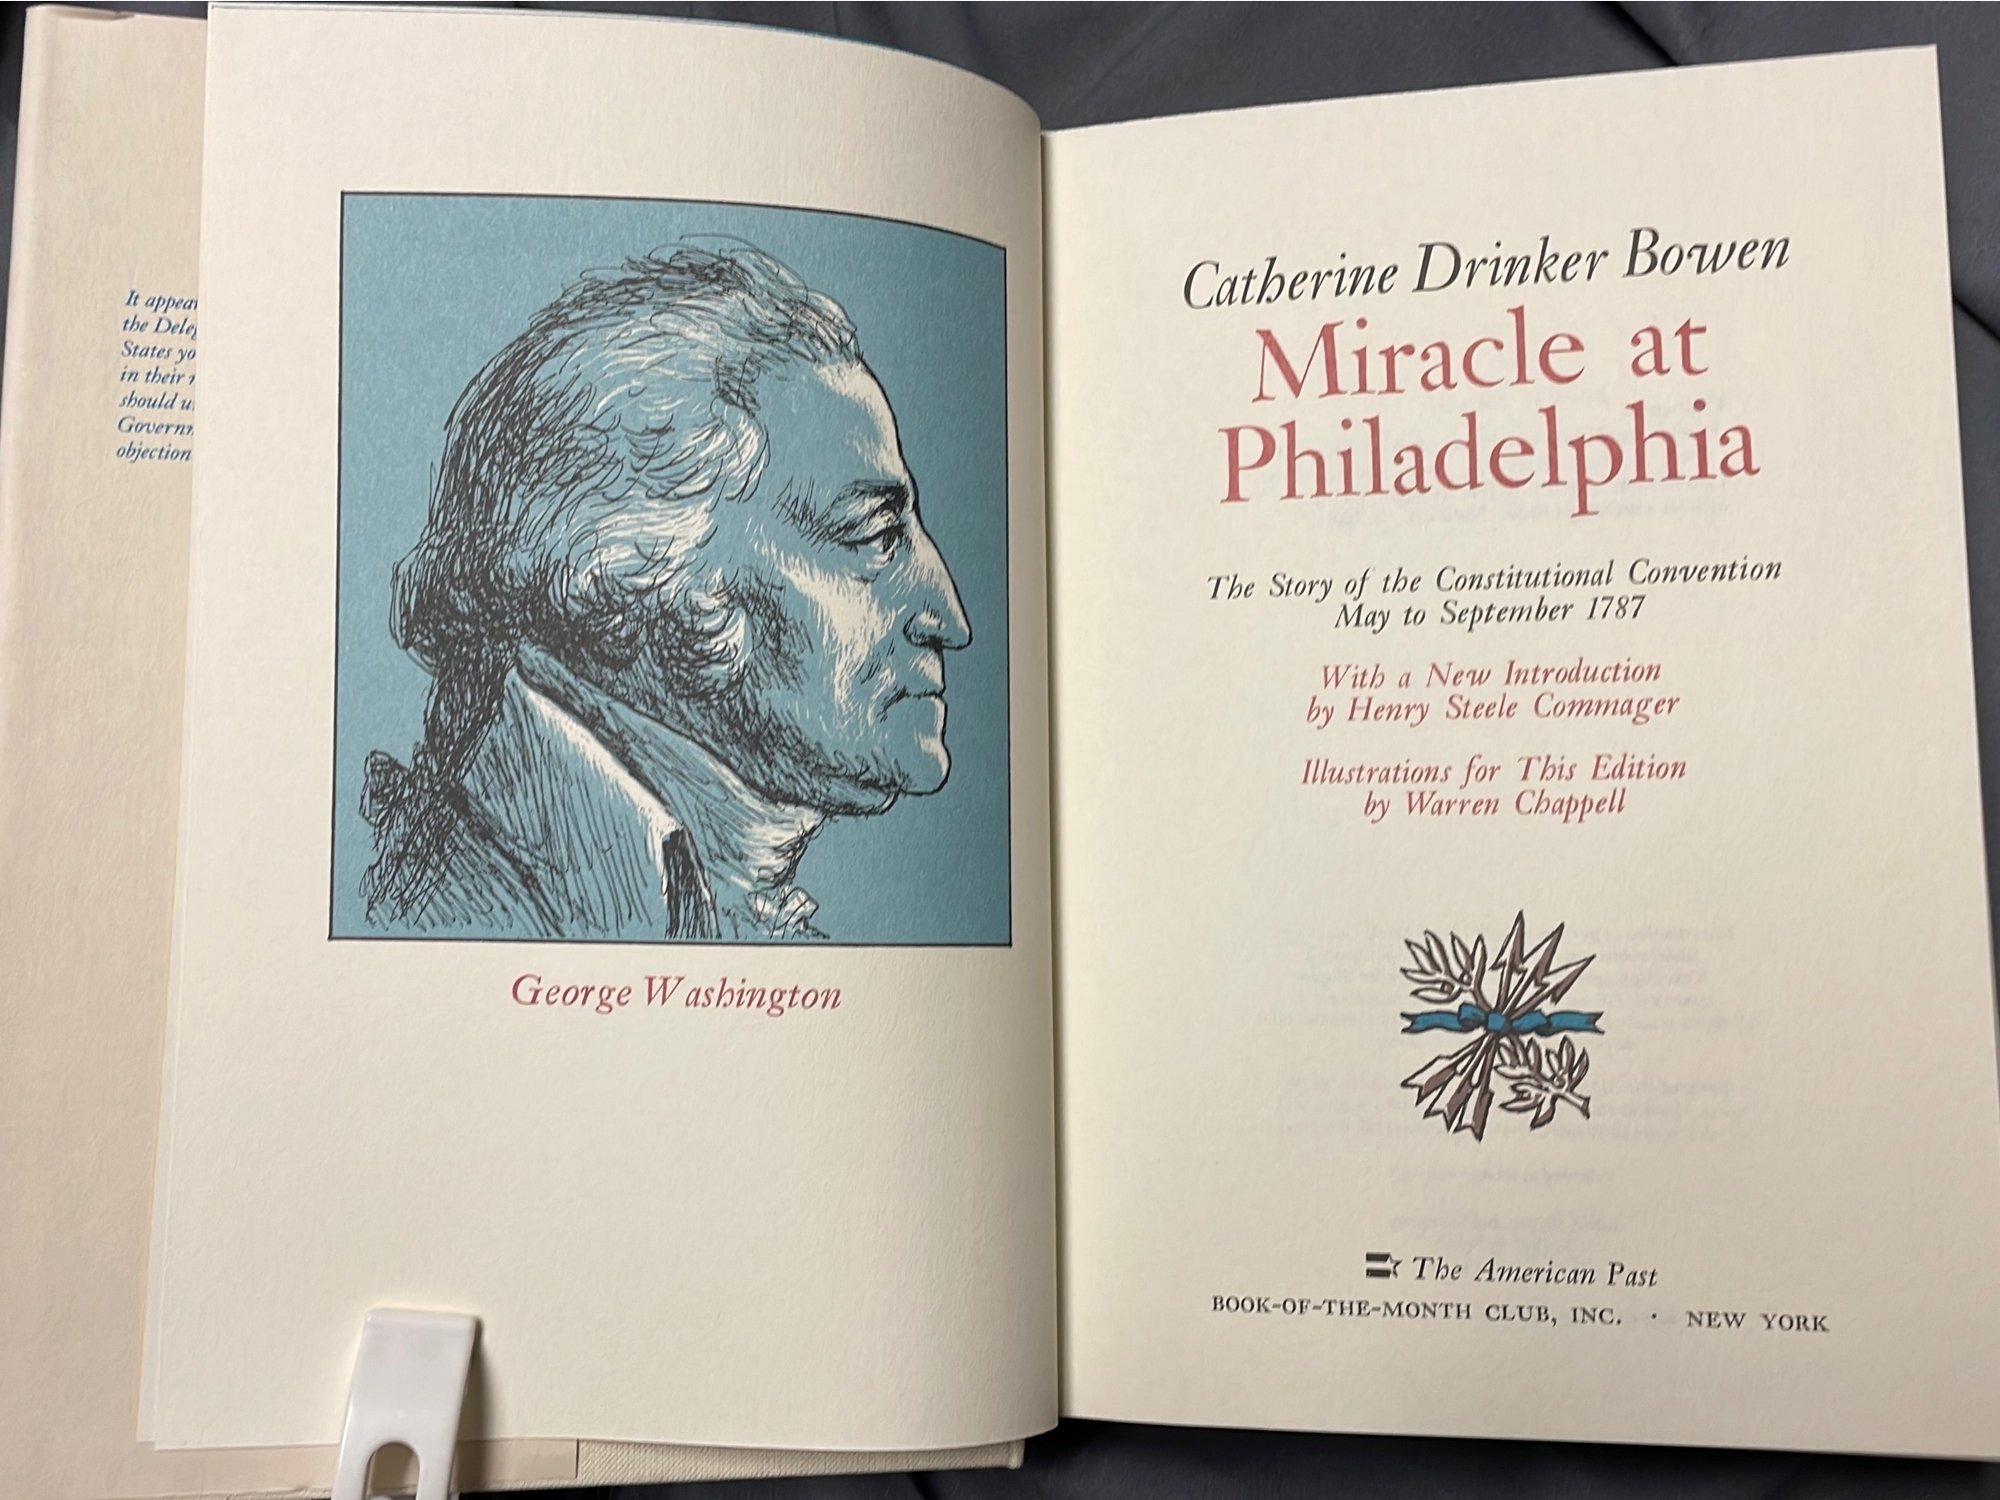 It appea
the Dele
States yo
in their
should u
Govern
objection
George Washington
Catherine Drinker Bowen
Miracle at
Philadelphia
The Story of the Constitutional Convention
May to September 1787
With a New Introduction
by Henry Steele Commager
Illustrations for This Edition
by Warren Chappell
The American Past
BOOK-OF-THE-MONTH CLUB, INC. · NEW YORK